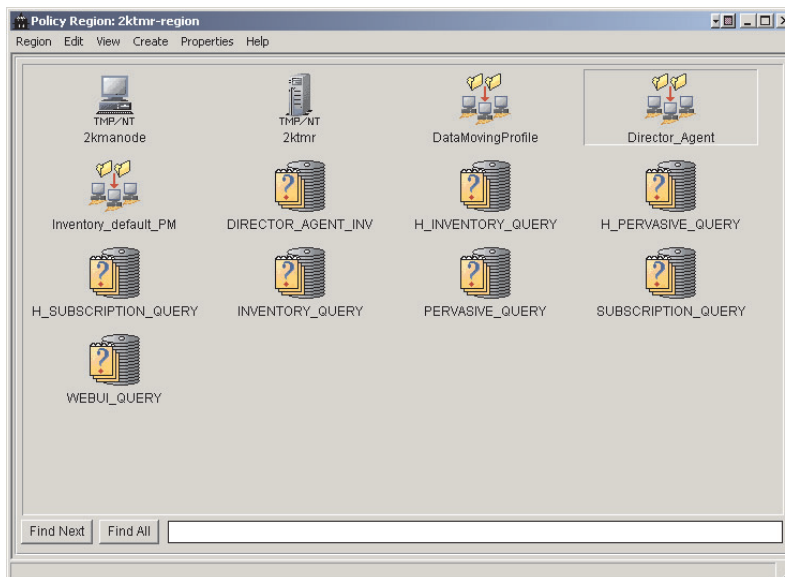 Policy Region: 2ktmr-region
Region Edit View Create Properties Help
TMP/NT TMP/NT
2kmanode 2ktmr DataMovingProfile Director_Agent
Inventory_default_PM DIRECTOR_AGENT_INV H_INVENTORY_QUERY H_PERVASIVE_QUERY
H_SUBSCRIPTION_QUERY INVENTORY_QUERY PERVASIVE_QUERY SUBSCRIPTION_QUERY
WEBUI_QUERY
Find Next Find All